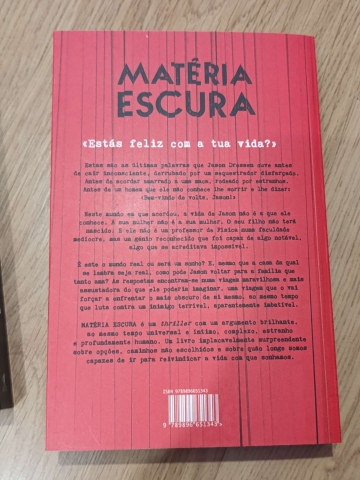 MATÉRIA
ESCURA
«Estás feliz com a tua vida?»
Estas são as últimas palavras que Jason Dessen ouve antes
de cair inconsciente, derrubado por um sequestrador disfarçado.
Antes de acordar amarrado a uma maca, rodeado por estranhos.
Antes de um homem que ele não conhece lhe sorrir e lhe dizer:
«Bem-vindo de volta, Jason!»
Neste mundo em que acordou, a vida de Jason não é a que ele
conhece. A sua mulher não é a sua mulher. O seu filho não terá
nascido. E ele não é um professor de Física numa faculdade
medíocre, mas um génio reconhecido que foi capaz de algo notável,
algo que se acreditava impossível.
É este o mundo real ou será um sonho? E, mesmo que a casa de qual
se lembra seja real, como pode Jason voltar para a família que
tanto ama? As respostas encontram-se numa viagem maravilhosa e mais
assustadora do que ele poderia imaginar, uma viagem que o vai
forçar a enfrentar o mais obscuro de si mesmo, ao mesmo tempo
que luta contra um inimigo terrível, aparentemente imbatível.
MATÉRIA ESCURA é um thriller com um argumento brilhante,
ao mesmo tempo universal e íntimo, complexo, estranho
e profundamente humano. Um livro implacavelmente surpreendente
sobre opções, caminhos não escolhidos e sobre quão longe somos
capazes de ir para reivindicar a vida com que sonhamos.
ISBN 9789896651343
9 789896 651343